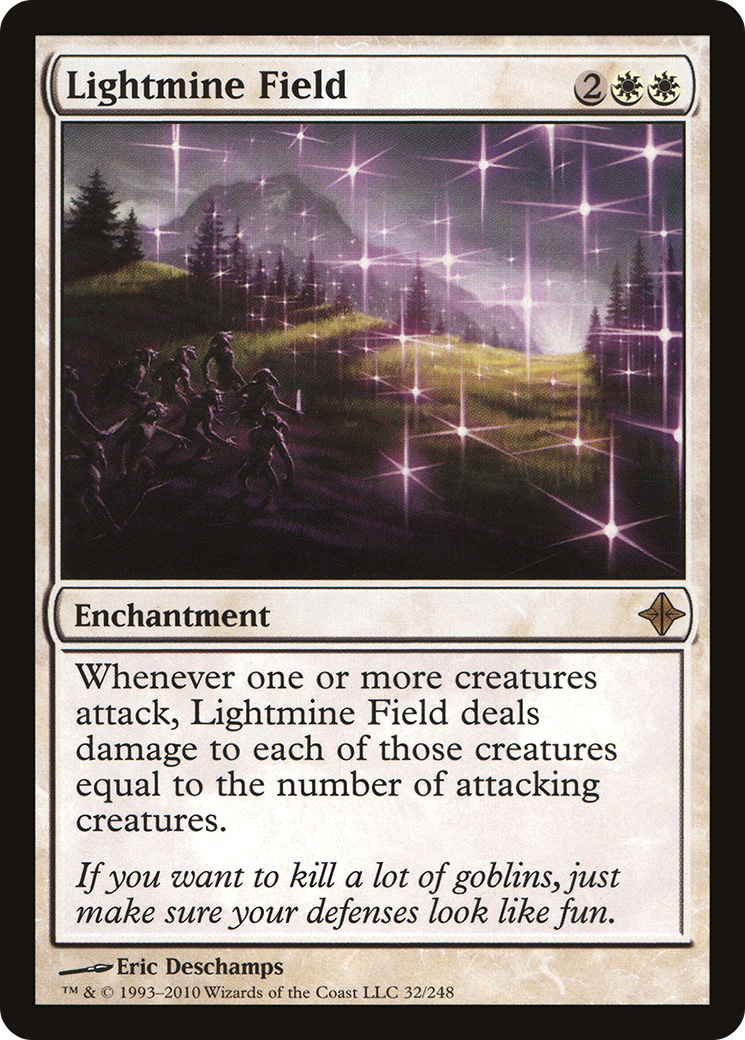 Lightmine Field 2
Enchantment
Whenever one or more creatures
attack, Lightmine Field deals
damage to each of those creatures
equal to the number of attacking
creatures.
If you want to kill a lot of goblins, just
make sure your defenses look like fun.
Eric Deschamps
™ & © 1993–2010 Wizards of the Coast LLC 32/248